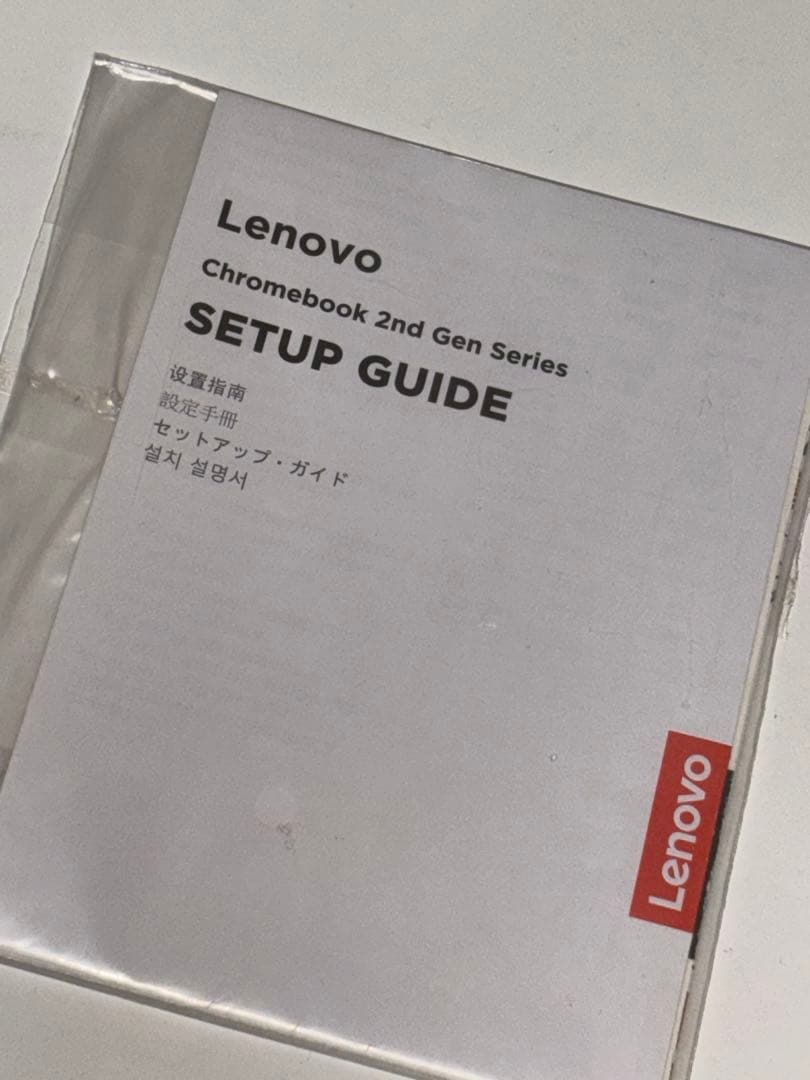 Lenovo
Chromebook 2nd Gen Series
SETUP GUIDE
设置指南
設定手冊
セットアップ・ガイド
설치 설명서
Lenovo